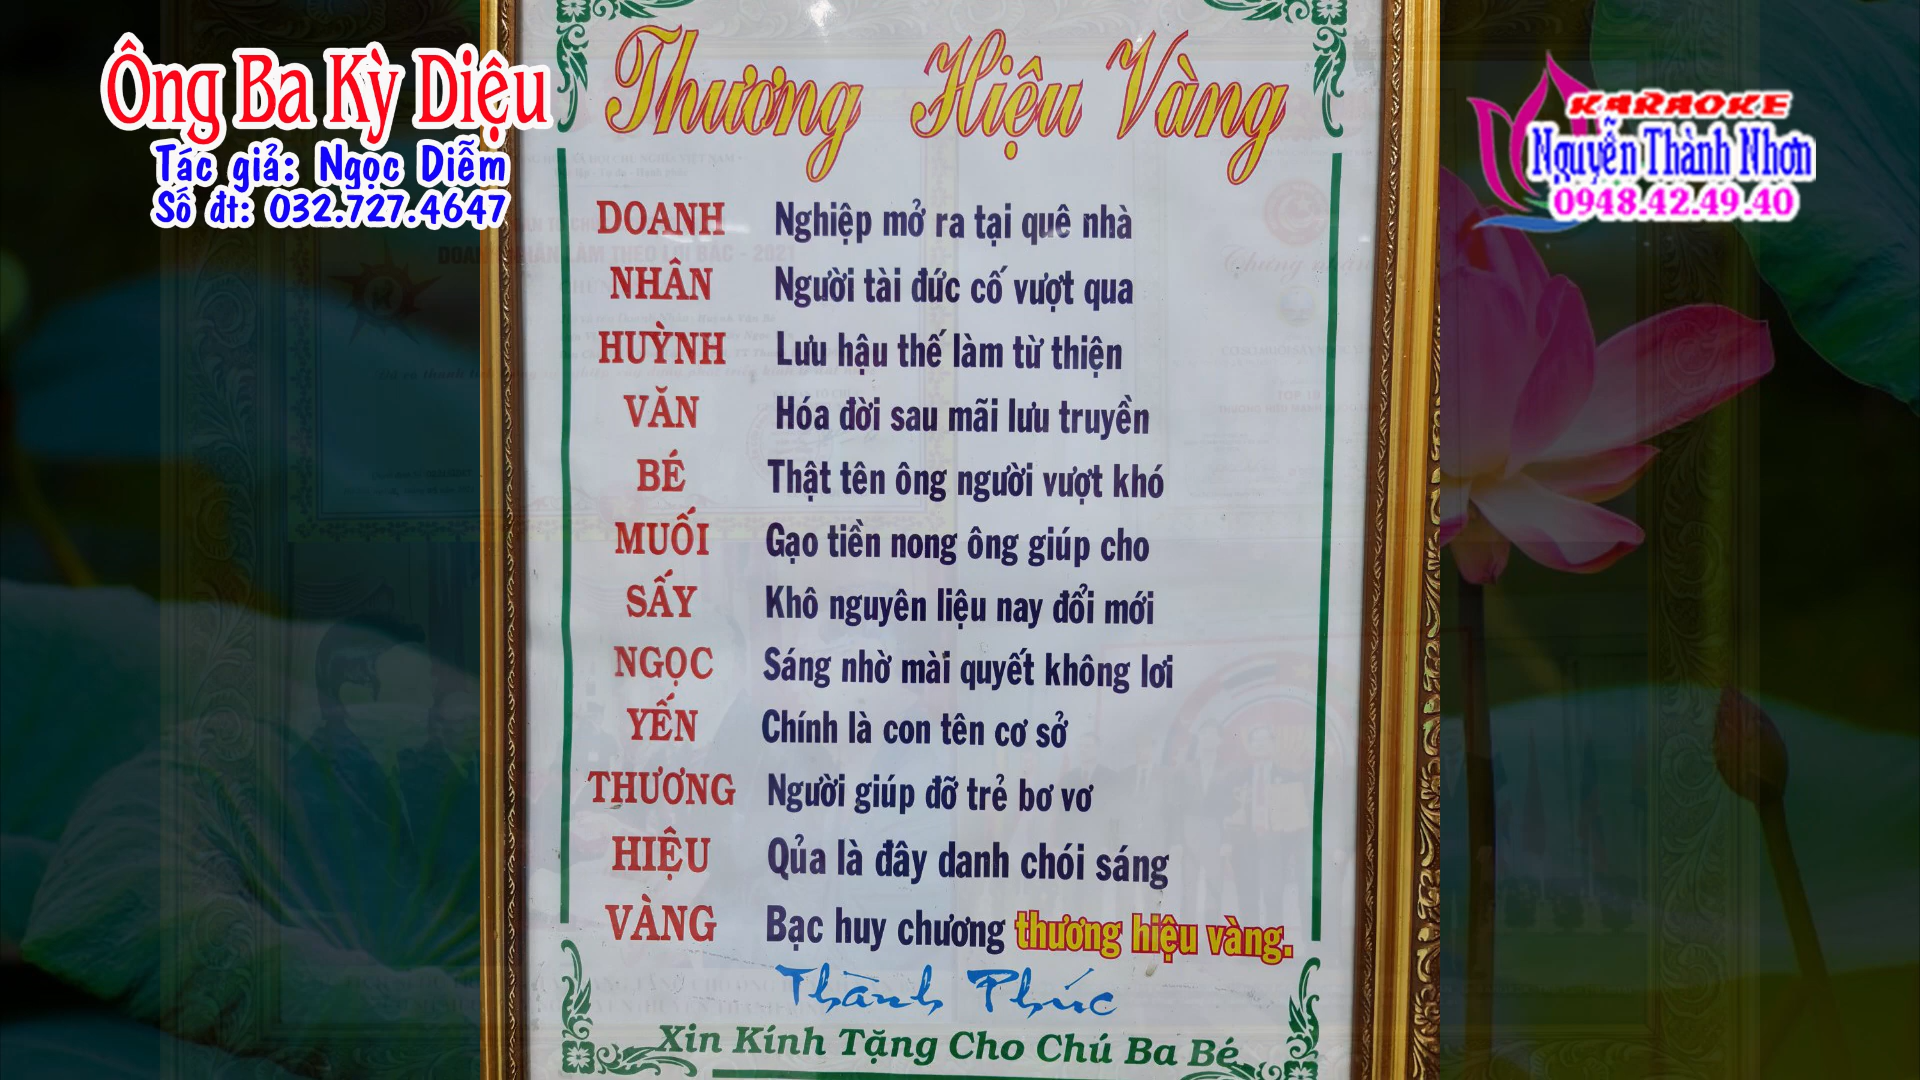 Ông Ba Kỳ Diệu
Tác giả: Ngọc Diễm
Số đt: 032.727.4647
KARAOKE
Nguyễn Thành Nhơn
0948.42.49.40
Thương Hiệu Vàng
DOANH Nghiệp mở ra tại quê nhà
NHÂN Người tài đức cố vượt qua
HUỲNH Lưu hậu thế làm từ thiện
VĂN Hóa đời sau mãi lưu truyền
BÉ Thật tên ông người vượt khó
MUỐI Gạo tiền nong ông giúp cho
SẤY Khô nguyên liệu nay đổi mới
NGỌC Sáng nhờ mài quyết không lơi
YẾN Chính là con tên cơ sở
THƯƠNG Người giúp đỡ trẻ bơ vơ
HIỆU Qủa là đây danh chói sáng
VÀNG Bạc huy chương thương hiệu vàng.
Thành Phúc
Xin Kính Tặng Cho Chú Ba Bé